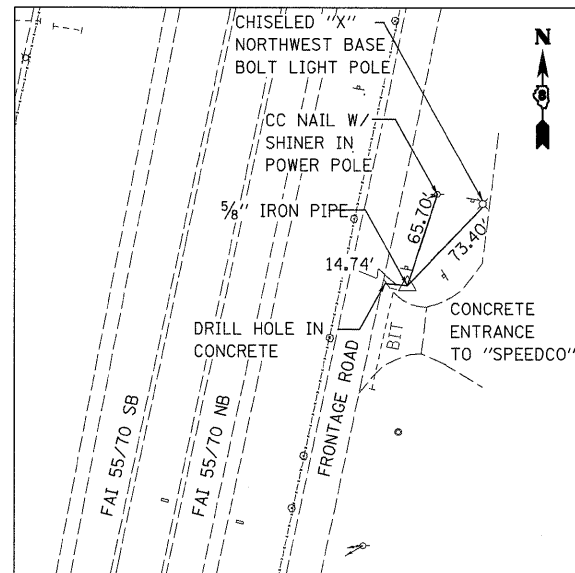 CHISELED "X"
NORTHWEST BASE
BOLT LIGHT POLE
N
8
CC NAIL W/
SHINER IN
POWER POLE
5/8" IRON PIPE
65.70'
73.40'
14.74'
DRILL HOLE IN
CONCRETE
CONCRETE
ENTRANCE
TO "SPEEDCO"
BIT
FRONTAGE ROAD
FAI 55/70 SB
FAI 55/70 NB